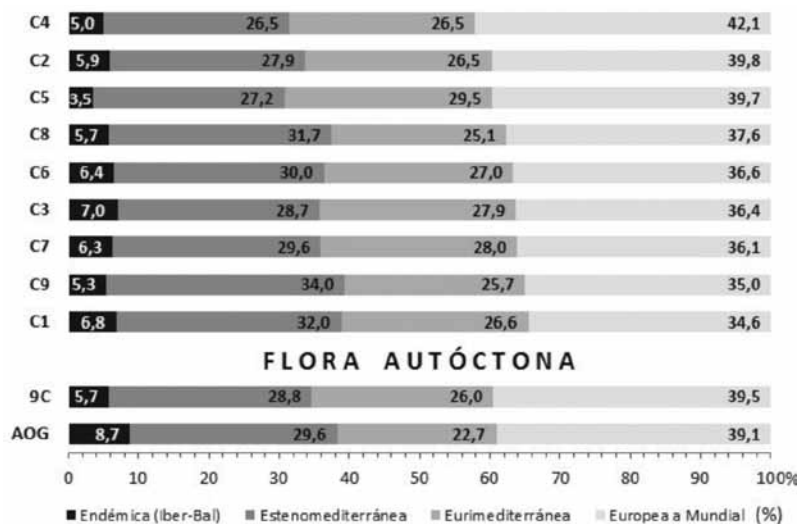 C4 5,0 26,5 26,5 42,1
C2 5,9 27,9 26,5 39,8
C5 3,5 27,2 29,5 39,7
C8 5,7 31,7 25,1 37,6
C6 6,4 30,0 27,0 36,6
C3 7,0 28,7 27,9 36,4
C7 6,3 29,6 28,0 36,1
C9 5,3 34,0 25,7 35,0
C1 6,8 32,0 26,6 34,6
FLORA AUTÓCTONA
9C 5,7 28,8 26,0 39,5
AOG 8,7 29,6 22,7 39,1
0 10 20 30 40 50 60 70 80 90 100%
Endémica (Iber-Bal) Estenomediterránea Eurimediterránea Europea a Mundial (%)